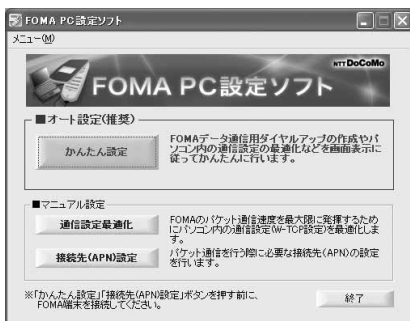 FOMA PC設定ソフト
メニュー(M)
NTT DoCoMo
FOMA PC設定ソフト
■オート設定(推奨)
かんたん設定
FOMAデータ通信用ダイヤルアップの作成やパ
ソコン内の通信設定の最適化などを画面表示に
従ってかんたんに行います。
■マニュアル設定
通信設定最適化
FOMAのパケット通信速度を最大限に発揮するため
にパソコン内の通信設定(W-TCP設定)を最適化しま
す。
接続先(APN)設定
パケット通信を行う際に必要な接続先(APN)の設定
を行います。
※「かんたん設定」「接続先(APN)設定」ボタンを押す前に、
FOMA端末を接続してください。
終了